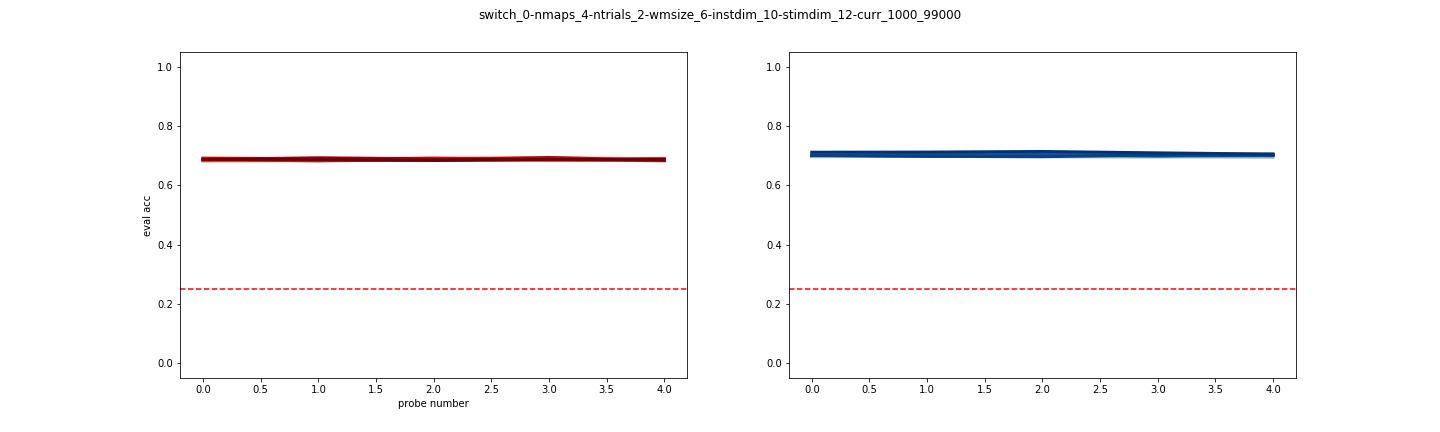 switch_0-nmaps_4-ntrials_2-wmsize_6-instdim_10-stimdim_12-curr_1000_99000
1.0
0.8
0.6
0.4
0.2
0.0
eval acc
0.0 0.5 1.0 1.5 2.0 2.5 3.0 3.5 4.0
probe number
1.0
0.8
0.6
0.4
0.2
0.0
0.0 0.5 1.0 1.5 2.0 2.5 3.0 3.5 4.0